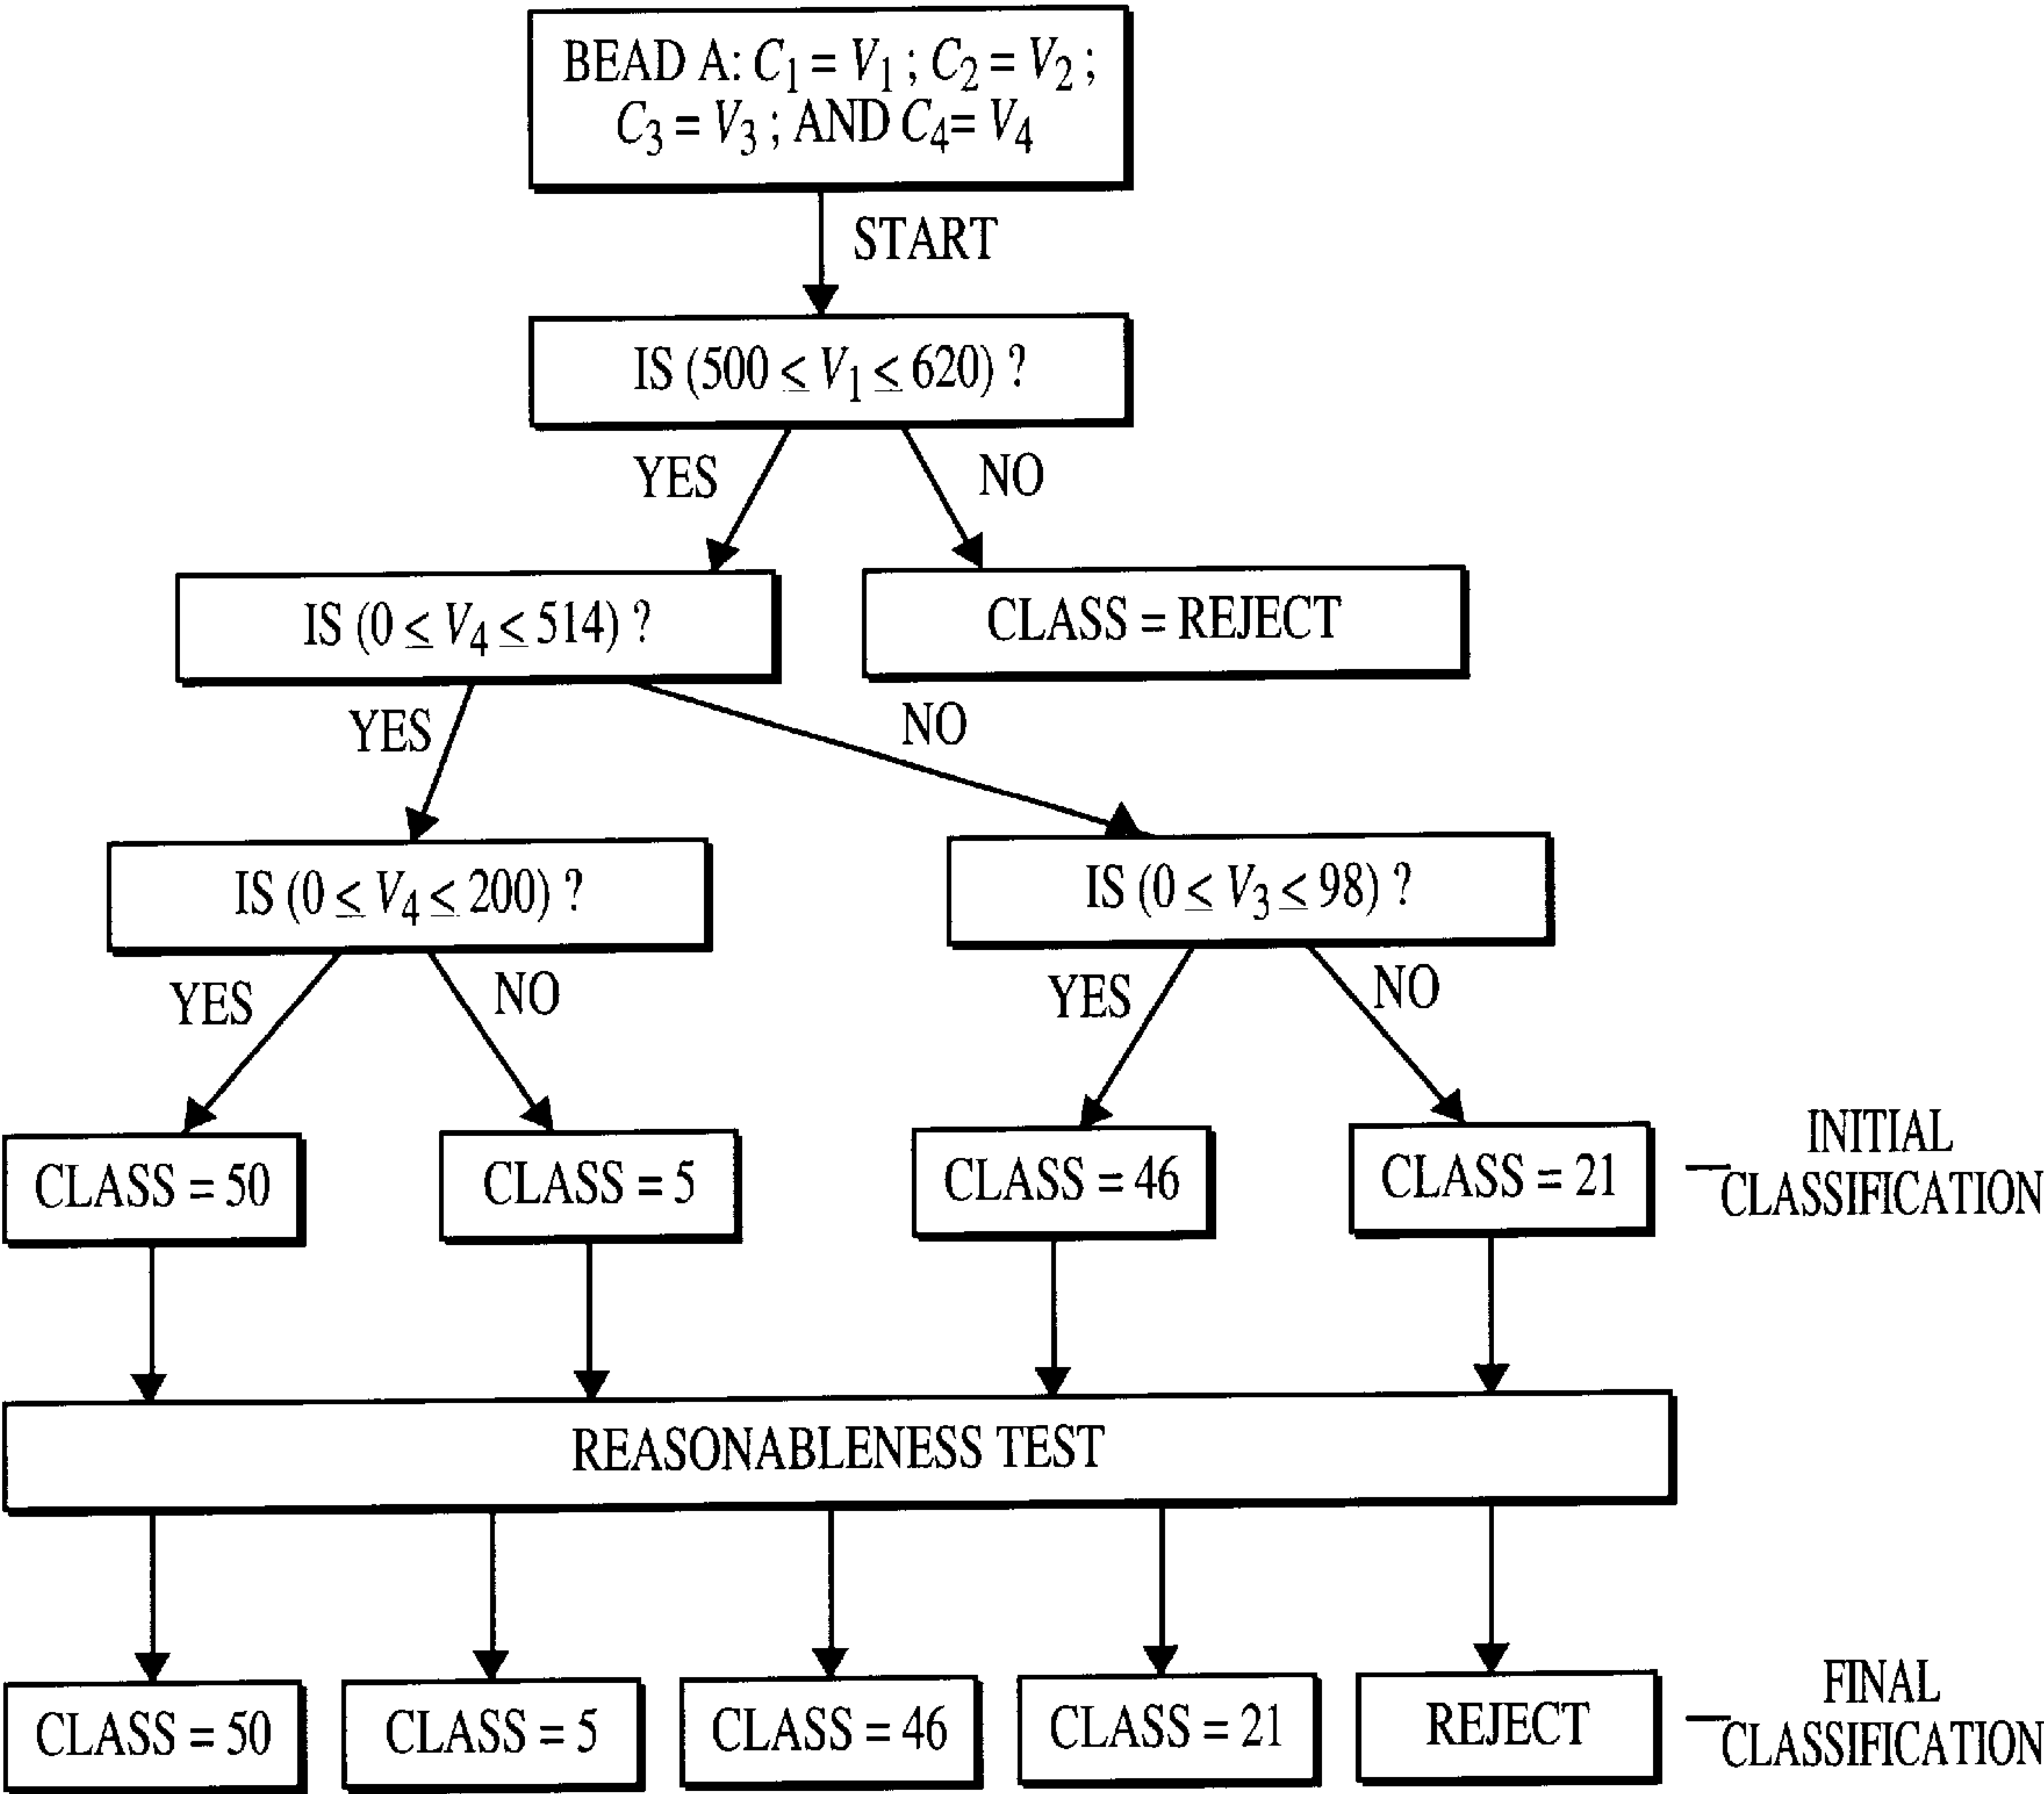 BEAD A: C1 = V1 ; C2 = V2 ;
C3 = V3 ; AND C4= V4
START
IS (500 ≤ V1 ≤ 620) ?
YES
NO
IS (0 ≤ V4 ≤ 514) ?
CLASS = REJECT
YES
NO
IS (0 ≤ V4 ≤ 200) ?
IS (0 ≤ V3 ≤ 98) ?
YES
NO
YES
NO
CLASS = 50
CLASS = 5
CLASS = 46
CLASS = 21
INITIAL
CLASSIFICATION
REASONABLENESS TEST
CLASS = 50
CLASS = 5
CLASS = 46
CLASS = 21
REJECT
FINAL
CLASSIFICATION